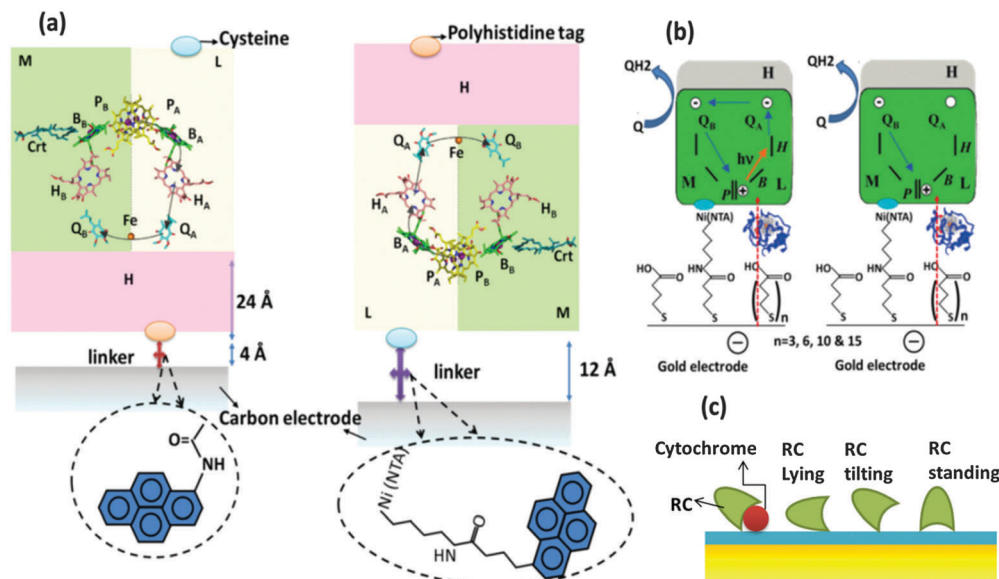 (a)
Cysteine
M
L
P_B
P_A
B_B
B_A
Crt
H_B
H_A
Fe
Q_B
Q_A
H
24 Å
4 Å
linker
Carbon electrode
O=
NH
Polyhistidine tag
H
Q_A
Q_B
Fe
H_A
H_B
B_A
B_B
P_A
P_B
Crt
L
M
linker
12 Å
Ni(NTA)
O
HN
(b)
QH2
H
Q
Q_B
Q_A
hν
H
M
P
B
L
Ni(NTA)
HO
O
HN
O
HO
O
S
S
S
n
Gold electrode
QH2
H
Q
Q_B
Q_A
M
P
B
L
Ni(NTA)
HO
O
HN
O
HO
O
S
S
S
n
n=3, 6, 10 & 15
Gold electrode
(c)
Cytochrome
RC
RC
Lying
RC
tilting
RC
standing